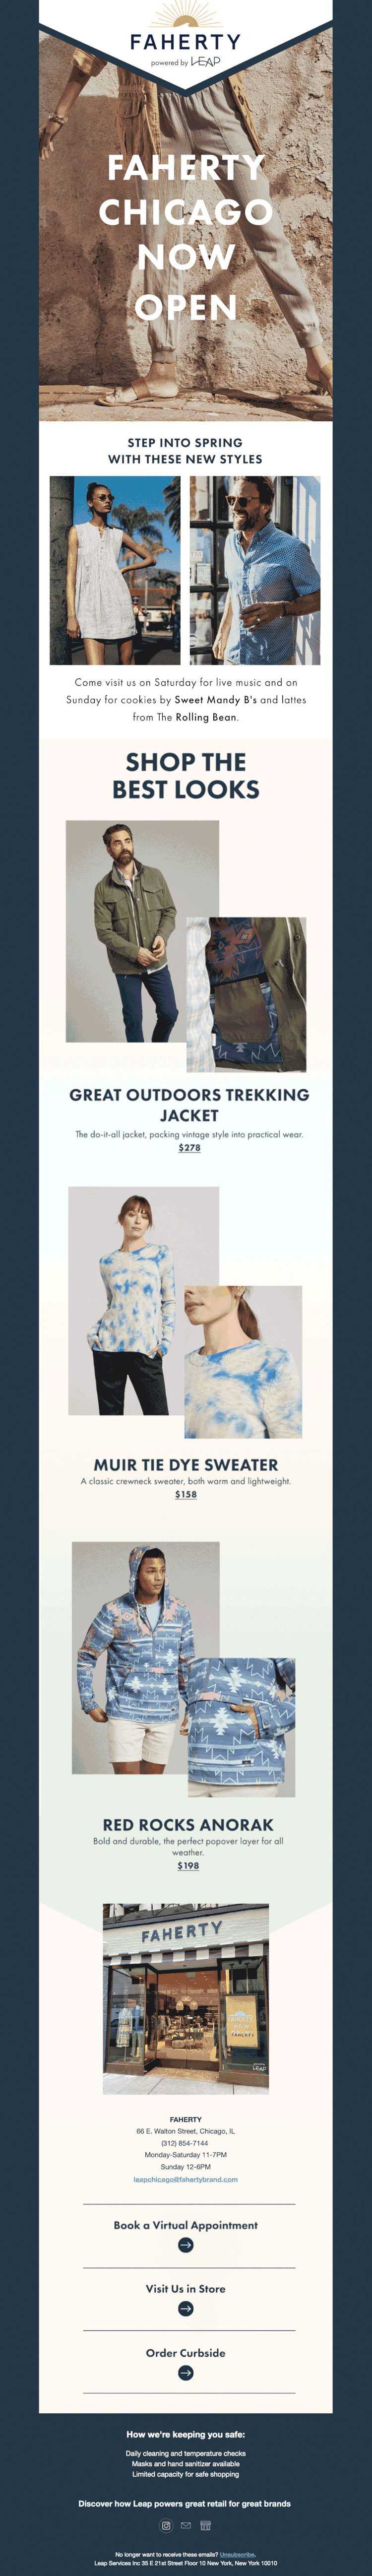 FAHERTY
powered by LEAP
FAHERTY
CHICAGO
NOW
OPEN
STEP INTO SPRING
WITH THESE NEW STYLES
Come visit us on Saturday for live music and on
Sunday for cookies by Sweet Mandy B's and lattes
from The Rolling Bean.
SHOP THE
BEST LOOKS
GREAT OUTDOORS TREKKING
JACKET
The do-it-all jacket, packing vintage style into practical wear.
$278
MUIR TIE DYE SWEATER
A classic crewneck sweater, both warm and lightweight.
$158
RED ROCKS ANORAK
Bold and durable, the perfect popover layer for all
weather.
$198
FAHERTY
FAHERTY
NOW
LEAP
FAHERTY
66 E. Walton Street, Chicago, IL
(312) 854-7144
Monday-Saturday 11-7PM
Sunday 12-6PM
leapchicago@fahertybrand.com
Book a Virtual Appointment
Visit Us in Store
Order Curbside
How we're keeping you safe:
Daily cleaning and temperature checks
Masks and hand sanitizer available
Limited capacity for safe shopping
Discover how Leap powers great retail for great brands
No longer want to receive these emails? Unsubscribe.
Leap Services Inc 35 E 21st Street Floor 10 New York, New York 10010